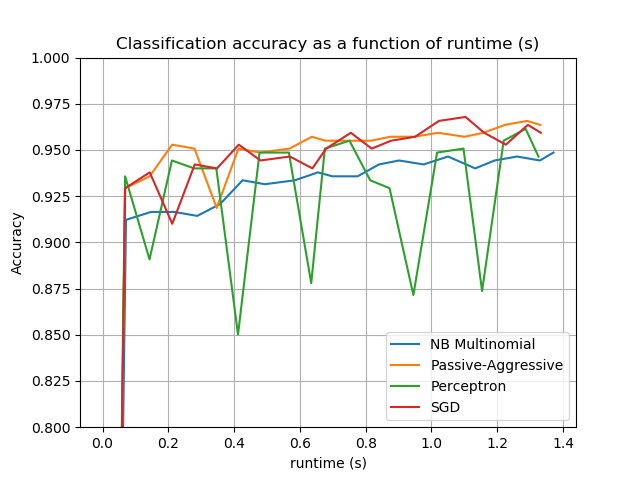 Classification accuracy as a function of runtime (s)
1.000
0.975
0.950
0.925
0.900
0.875
0.850
0.825
0.800
Accuracy
NB Multinomial
Passive-Aggressive
Perceptron
SGD
0.0 0.2 0.4 0.6 0.8 1.0 1.2 1.4
runtime (s)